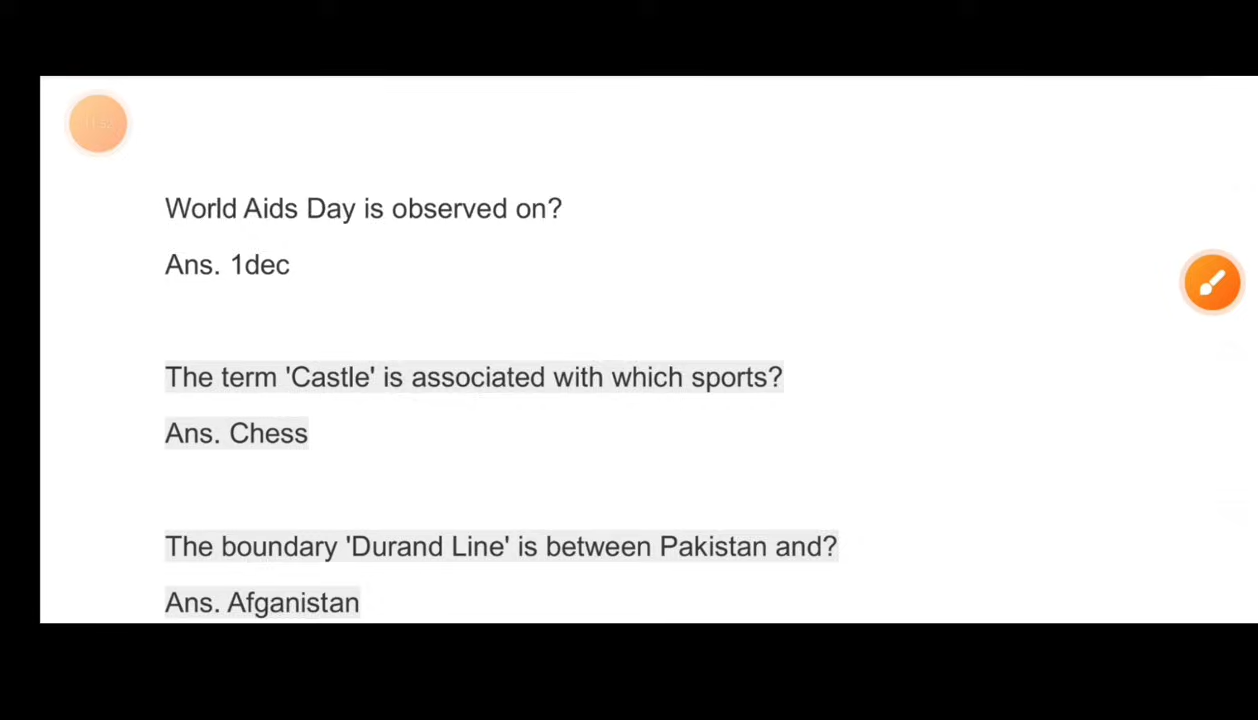 World Aids Day is observed on?
Ans. 1dec
The term 'Castle' is associated with which sports?
Ans. Chess
The boundary 'Durand Line' is between Pakistan and?
Ans. Afganistan